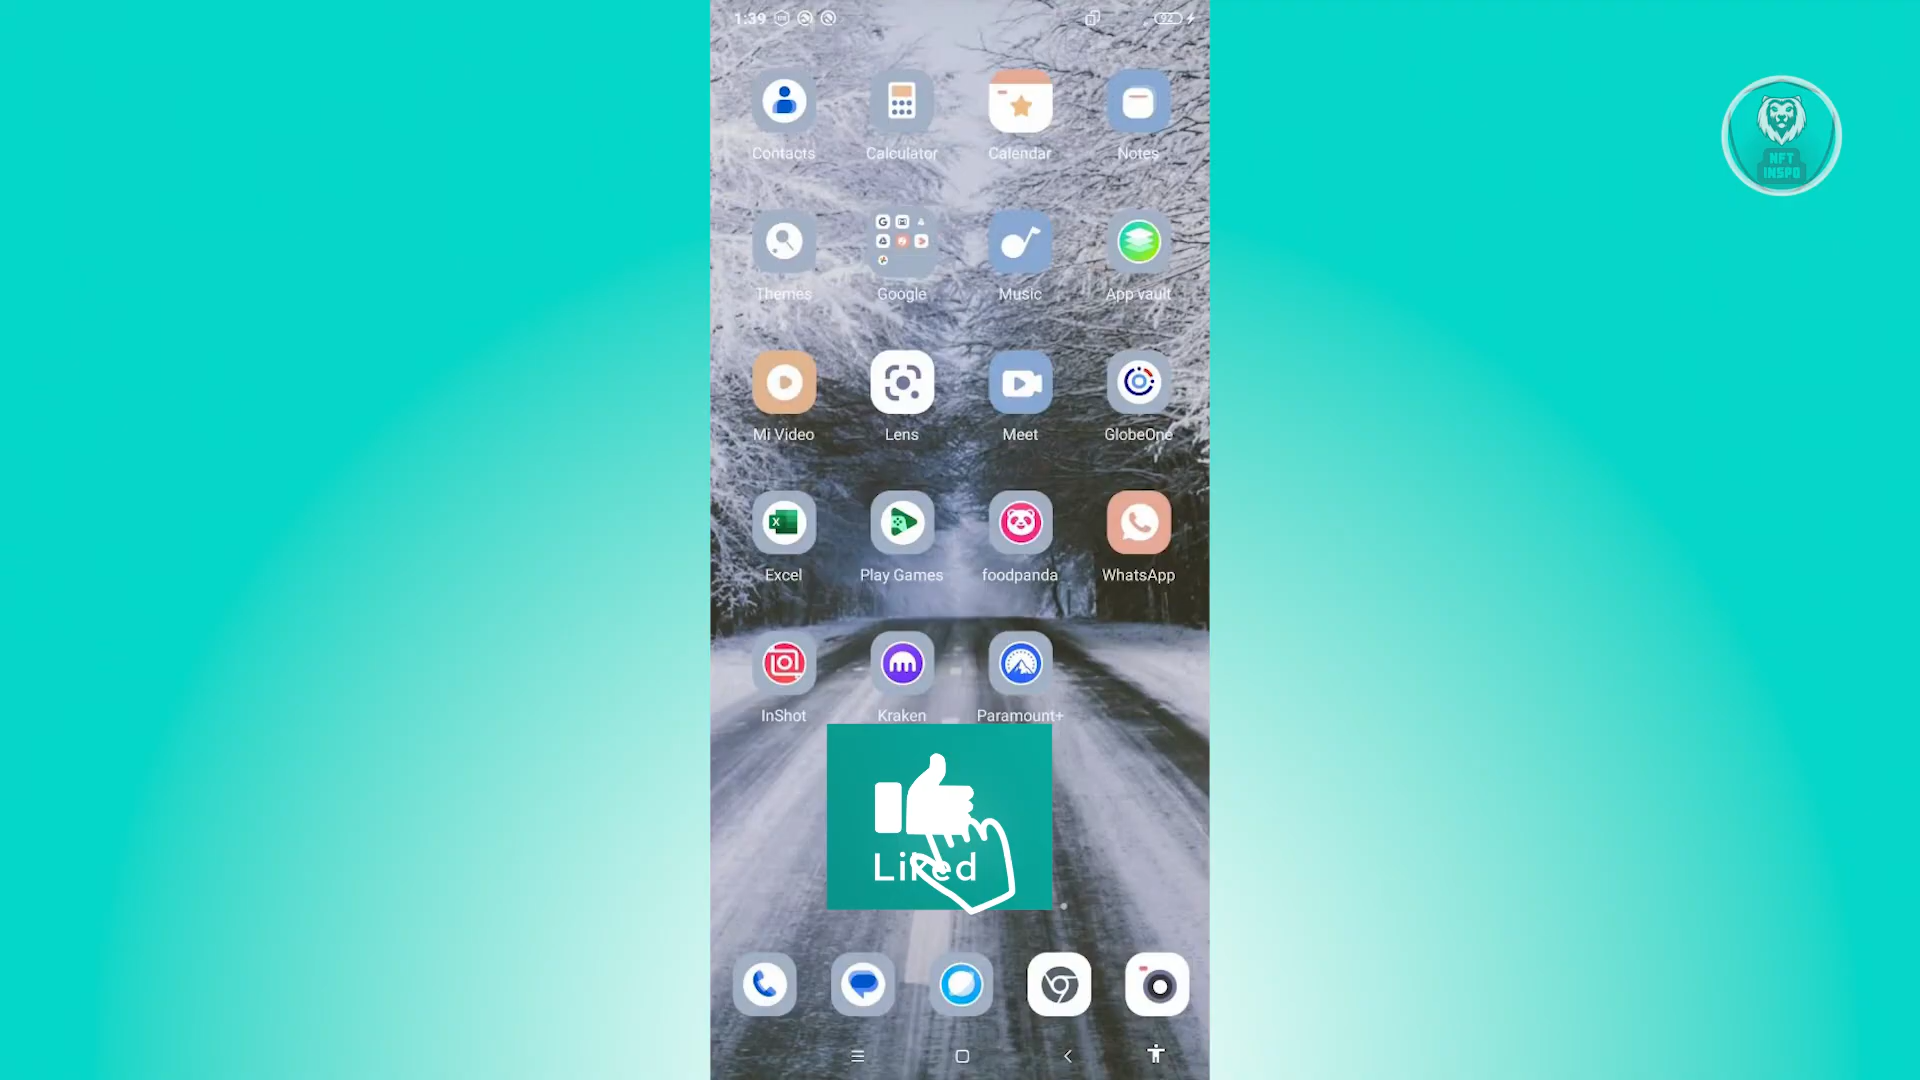 1:39
92
NFT
INSPO
Contacts Calculator Calendar Notes
Themes Google Music App vault
Mi Video Lens Meet GlobeOne
Excel Play Games foodpanda WhatsApp
InShot Kraken Paramount+
Liked